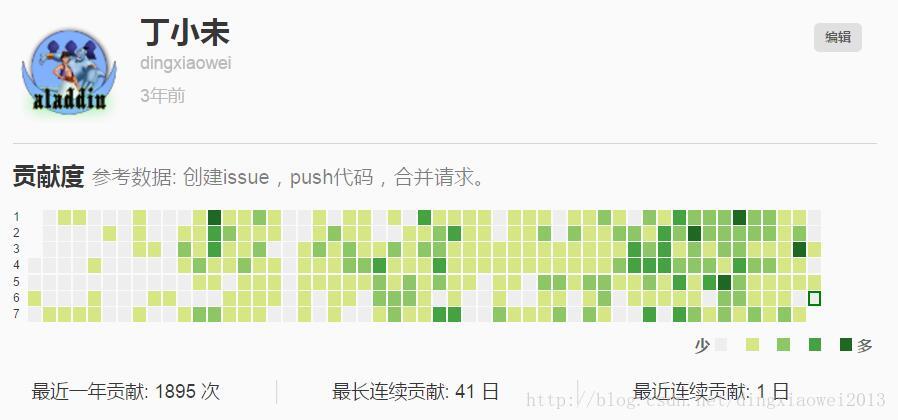 丁小未
编辑
dingxiaowei
aladdin
3年前
贡献度 参考数据: 创建issue，push代码，合并请求。
1
2
3
4
5
6
7
少 多
最近一年贡献: 1895 次 最长连续贡献: 41 日 最近连续贡献: 1 日
http://blog.csdn.net/dingxiaowei2013